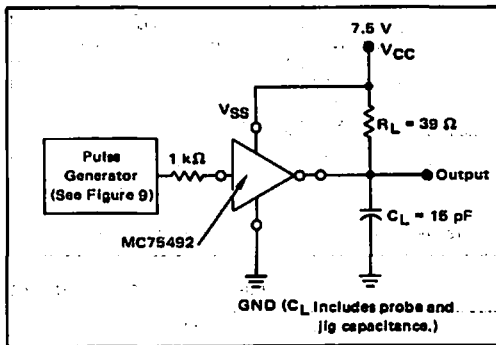 7.5 V
VCC
VSS
RL = 39 Ω
Pulse
Generator
(See Figure 9)
1 kΩ
Output
MC75492
CL = 15 pF
GND (CL includes probe and
jig capacitance.)